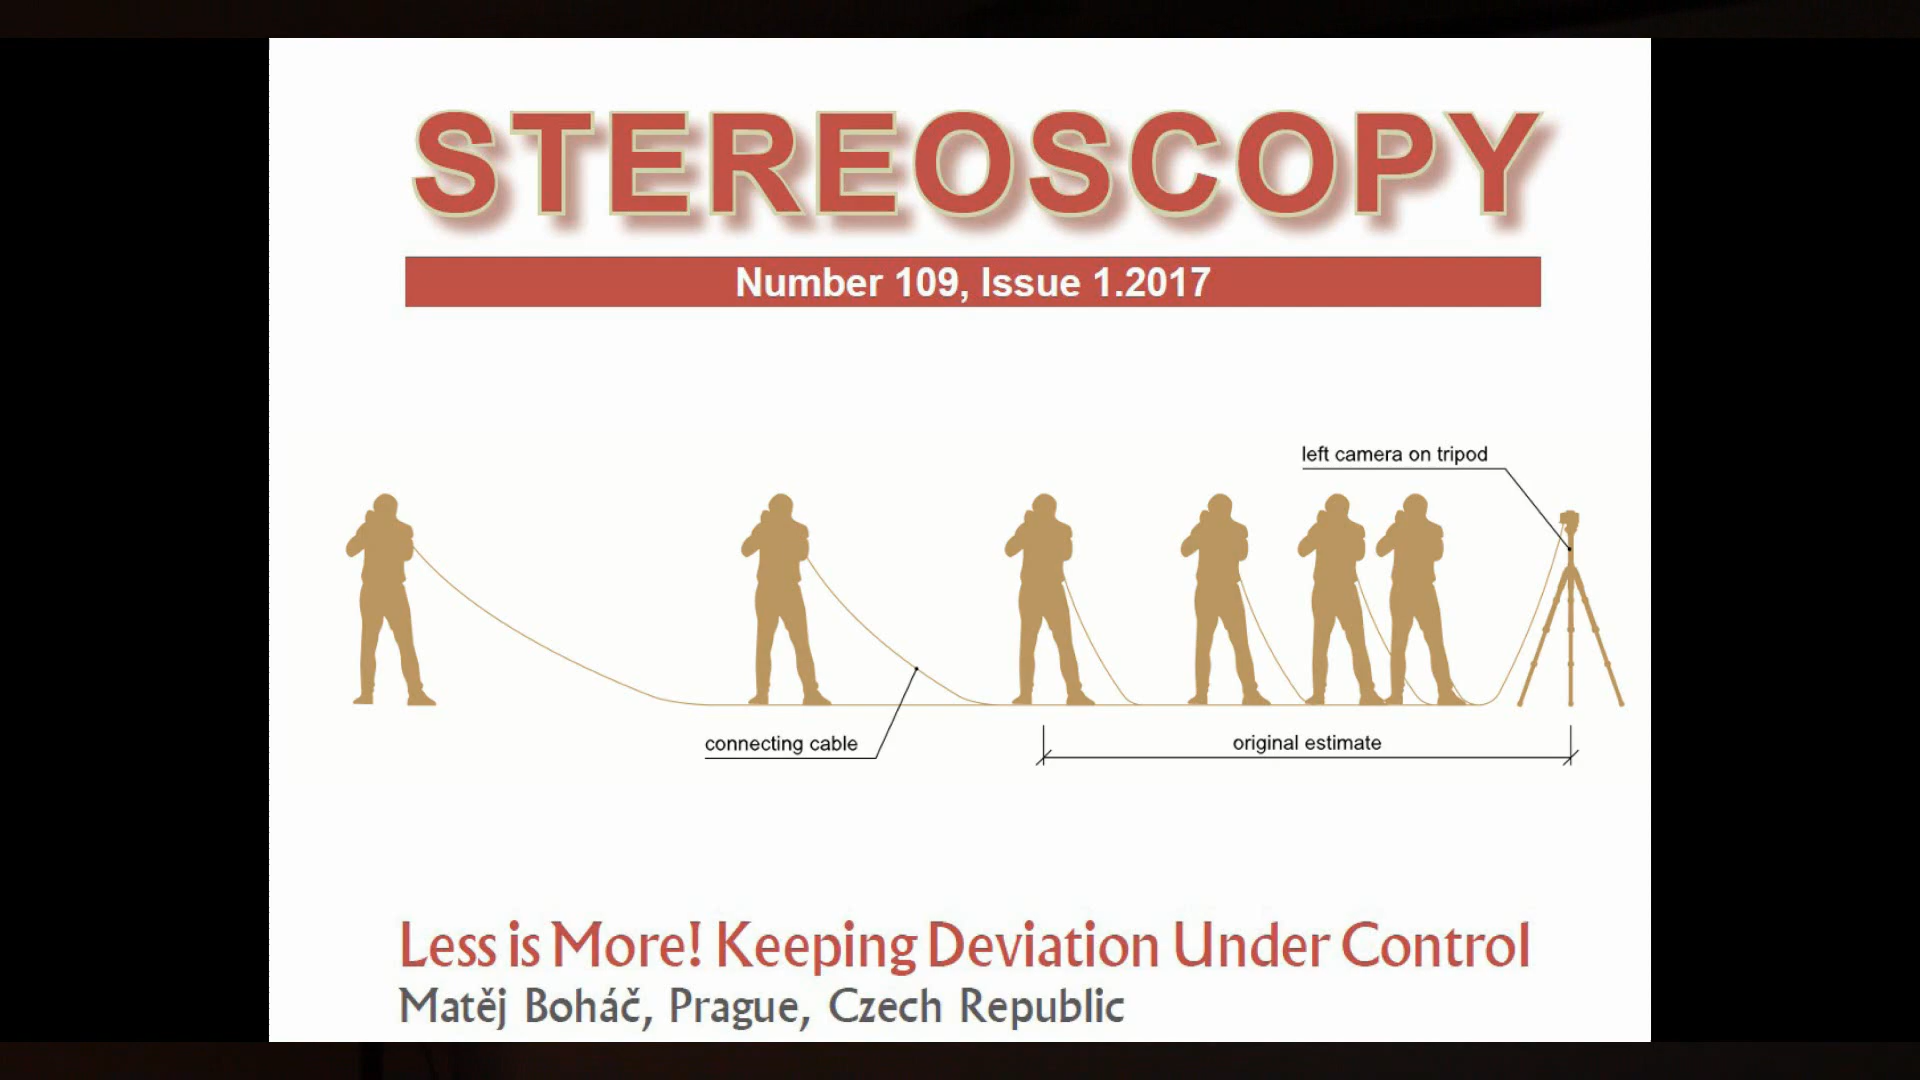 STEREOSCOPY
Number 109, Issue 1.2017
left camera on tripod
connecting cable
original estimate
Less is More! Keeping Deviation Under Control
Matěj Boháč, Prague, Czech Republic